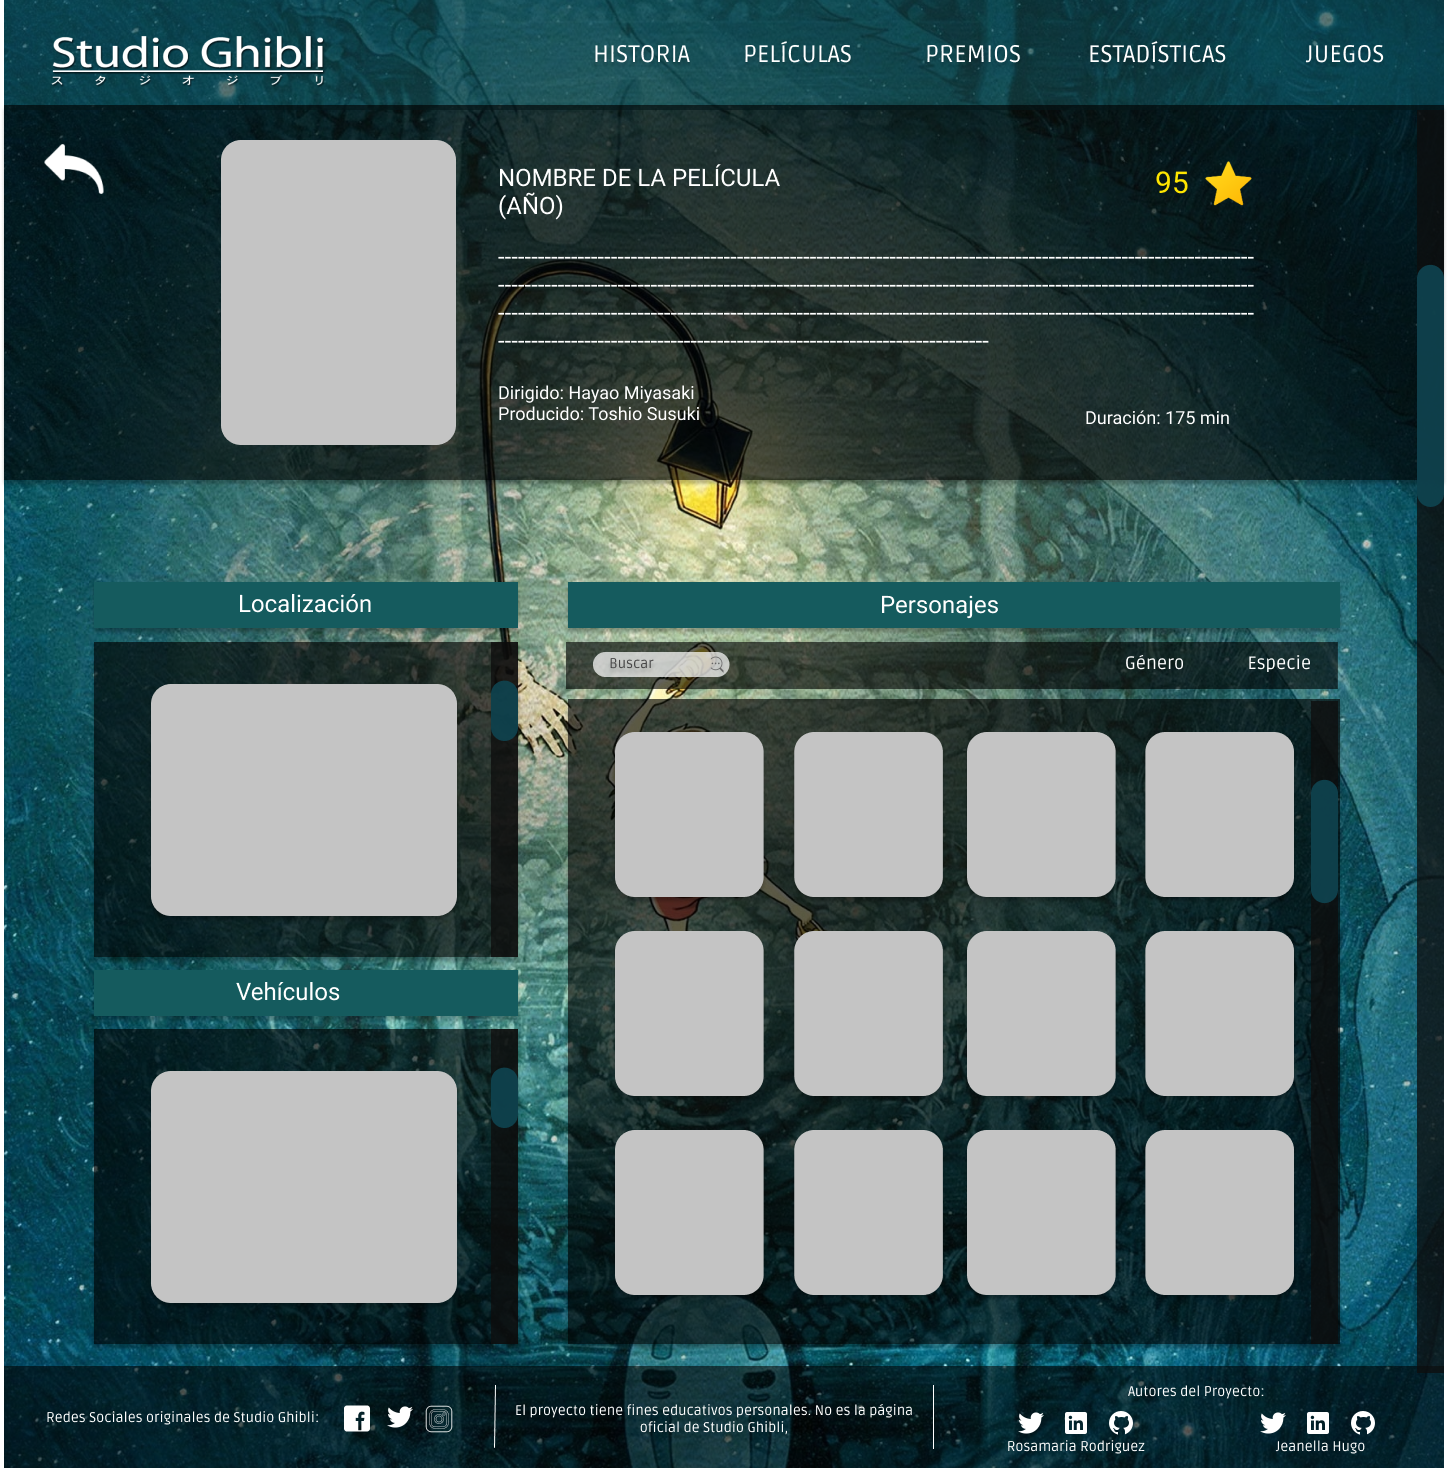 Studio Ghibli
スタジオジブリ
HISTORIA
PELÍCULAS
PREMIOS
ESTADÍSTICAS
JUEGOS
NOMBRE DE LA PELÍCULA
(AÑO)
95
Dirigido: Hayao Miyasaki
Producido: Toshio Susuki
Duración: 175 min
Localización
Personajes
Buscar
Género
Especie
Vehículos
Redes Sociales originales de Studio Ghibli:
El proyecto tiene fines educativos personales. No es la página
oficial de Studio Ghibli,
Autores del Proyecto:
Rosamaria Rodriguez
Jeanella Hugo